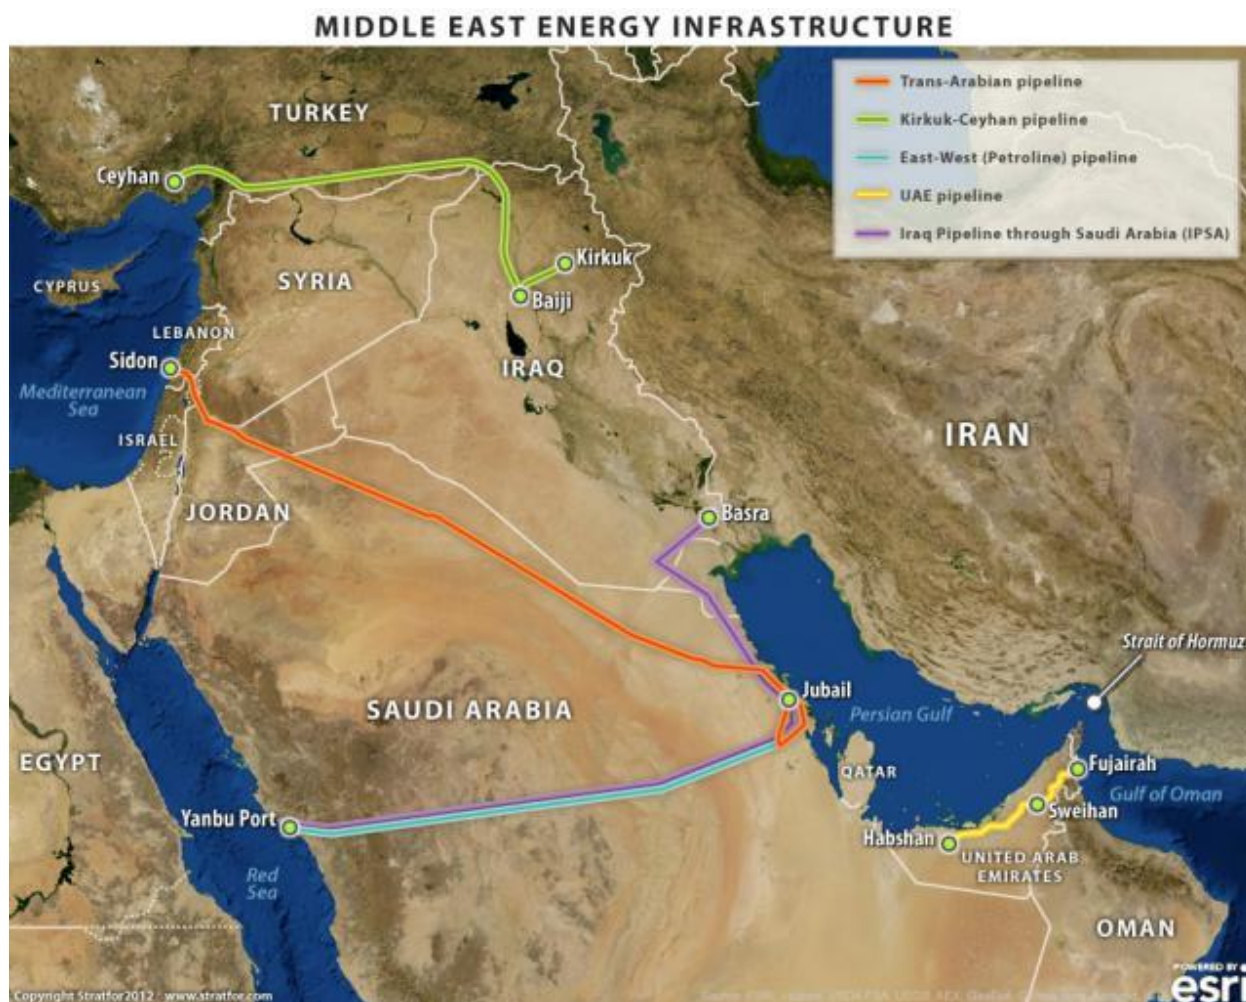 MIDDLE EAST ENERGY INFRASTRUCTURE
Trans-Arabian pipeline
Kirkuk-Ceyhan pipeline
East-West (Petroline) pipeline
UAE pipeline
Iraq Pipeline through Saudi Arabia (IPSA)
TURKEY
Ceyhan
Kirkuk
CYPRUS
SYRIA
Baiji
LEBANON
Sidon
IRAQ
Mediterranean
Sea
ISRAEL
IRAN
JORDAN
Basra
Strait of Hormuz
Jubail
SAUDI ARABIA
Persian Gulf
EGYPT
QATAR
Fujairah
Gulf of Oman
Sweihan
Yanbu Port
Habshan
UNITED ARAB
EMIRATES
Red
Sea
OMAN
POWERED BY
esri
Copyright Stratfor2012 www.stratfor.com